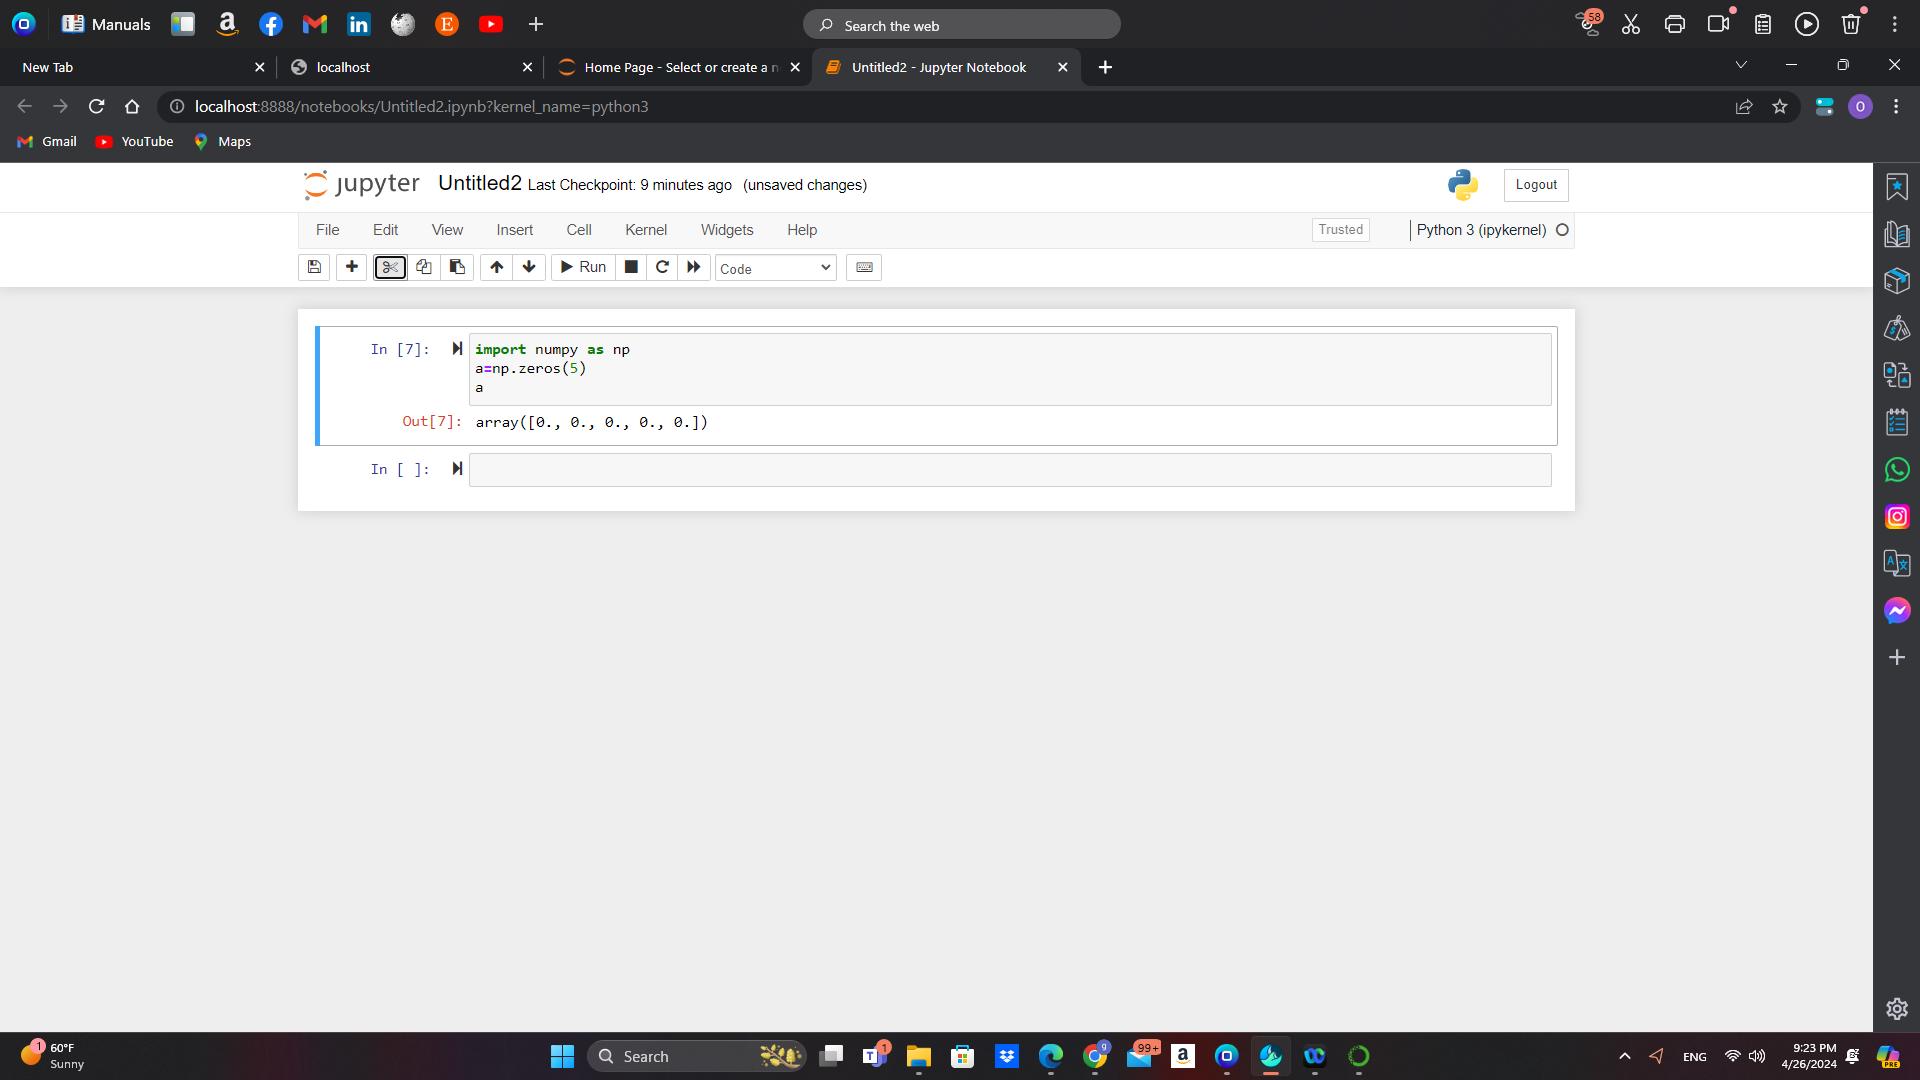 Manuals
Search the web
58
New Tab
localhost
Home Page - Select or create a n
Untitled2 - Jupyter Notebook
localhost:8888/notebooks/Untitled2.ipynb?kernel_name=python3
O
Gmail
YouTube
Maps
jupyter
Untitled2 Last Checkpoint: 9 minutes ago (unsaved changes)
Logout
File
Edit
View
Insert
Cell
Kernel
Widgets
Help
Trusted
Python 3 (ipykernel)
Run
Code
In [7]:
import numpy as np
a=np.zeros(5)
a
Out[7]:
array([0., 0., 0., 0., 0.])
In [ ]:
1
60°F
Sunny
Search
1
9
99+
ENG
9:23 PM
4/26/2024
PRE